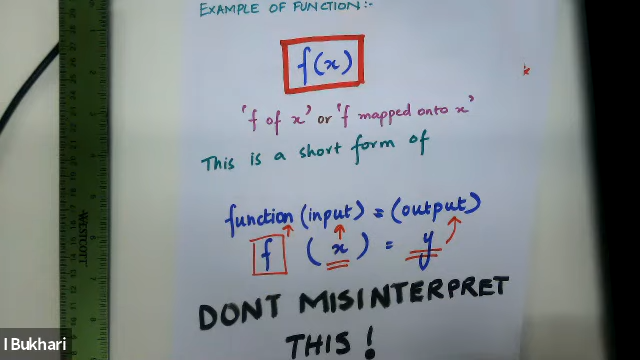 EXAMPLE OF FUNCTION:-
f(x)
'f of x' or 'f mapped onto x'
This is a short form of
function (input) = (output)
f (x) = y
DONT MISINTERPRET
THIS!
WESTCOTT
I Bukhari